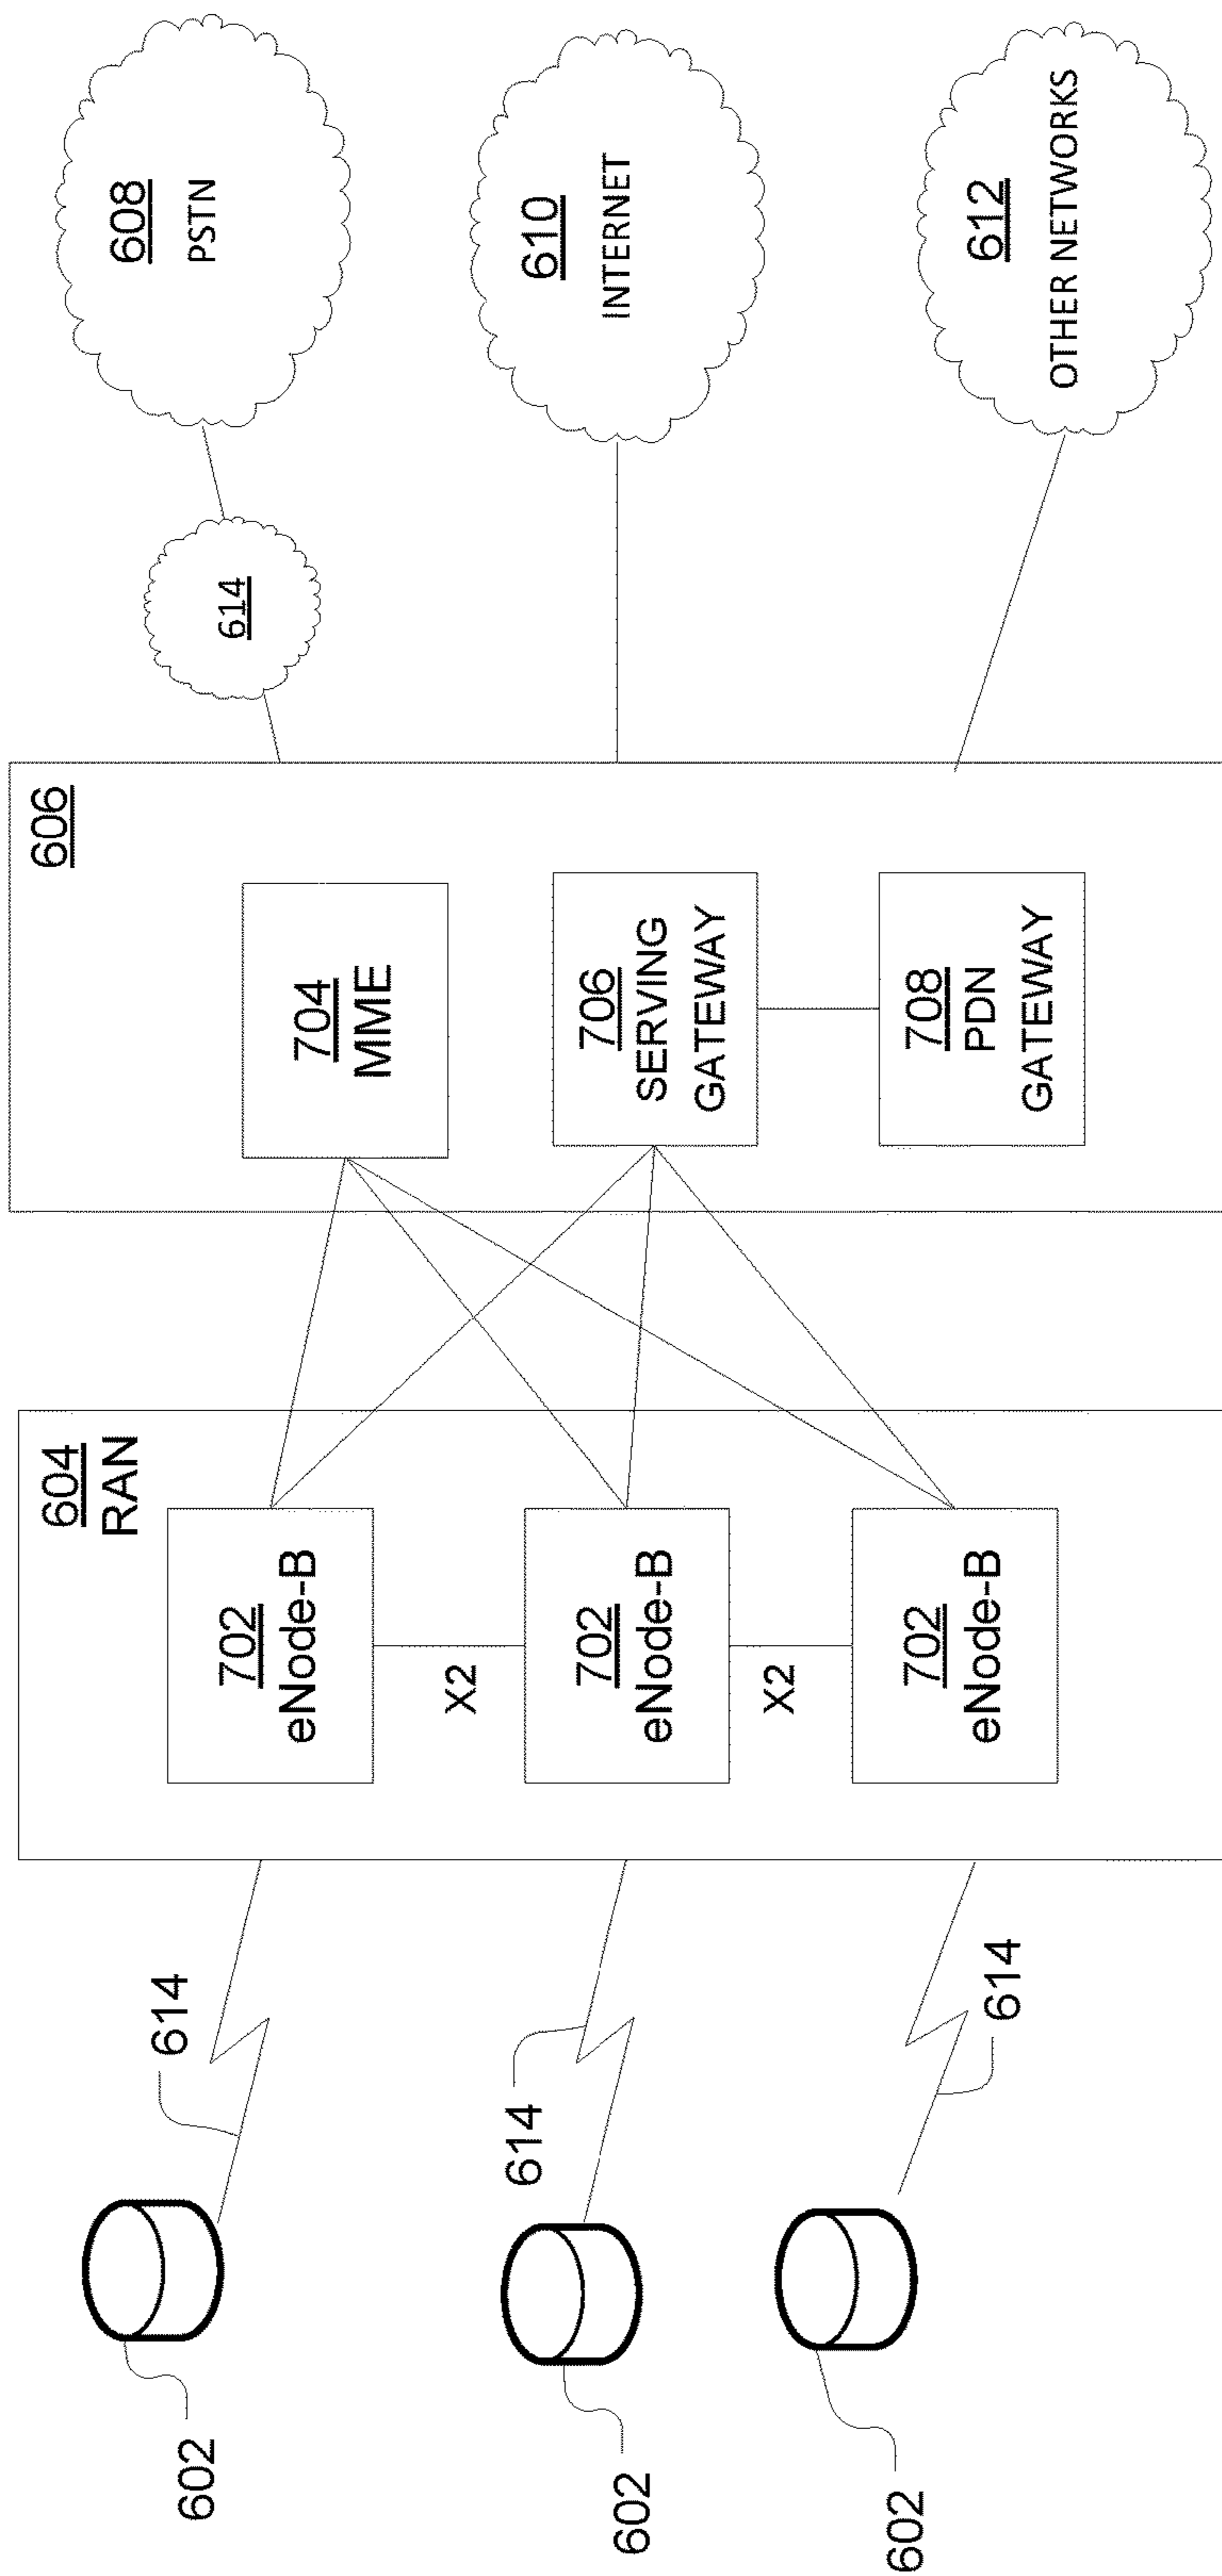 602
614
602
614
602
614
604
RAN
702
eNode-B
X2
702
eNode-B
X2
702
eNode-B
606
704
MME
706
SERVING
GATEWAY
708
PDN
GATEWAY
614
608
PSTN
610
INTERNET
612
OTHER NETWORKS